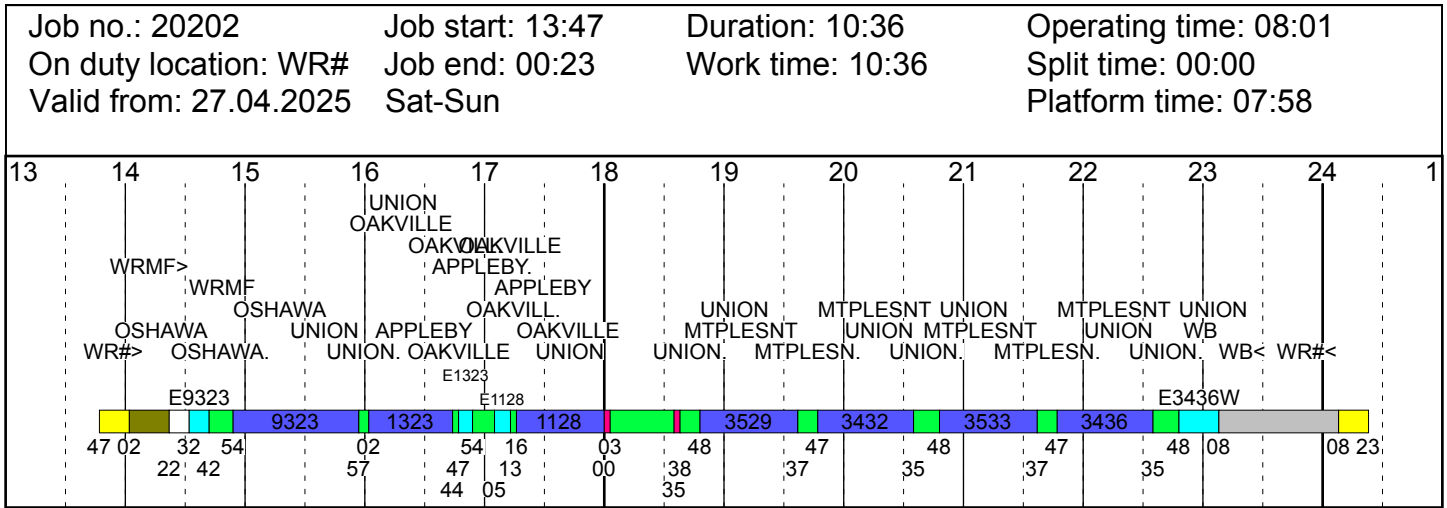 Job no.: 20202 Job start: 13:47 Duration: 10:36 Operating time: 08:01
On duty location: WR# Job end: 00:23 Work time: 10:36 Split time: 00:00
Valid from: 27.04.2025 Sat-Sun Platform time: 07:58
13 14 15 16 17 18 19 20 21 22 23 24 1
UNION
OAKVILLE
OAKVILL. OAKVILLE
WRMF> APPLEBY.
WRMF APPLEBY
OSHAWA OAKVILL. UNION MTPLESNT UNION MTPLESNT UNION
OSHAWA UNION APPLEBY OAKVILLE MTPLESNT UNION MTPLESNT UNION WB
WR#> OSHAWA. UNION. OAKVILLE UNION UNION. MTPLESN. UNION. MTPLESN. UNION. WB< WR#<
E1323
E9323 E1128 E3436W
9323 1323 1128 3529 3432 3533 3436
47 02 32 54 02 54 16 03 48 47 48 47 48 08 08 23
22 42 57 47 13 00 38 37 35 37 35
44 05 35